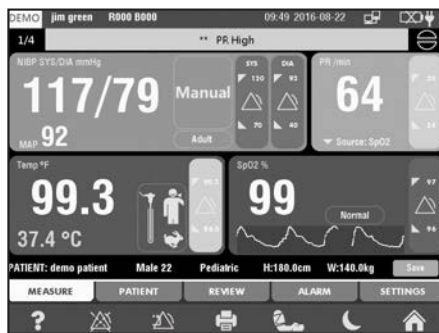 DEMO jim green R000 B000 09:49 2016-08-22
1/4 ** PR High
NIBP SYS/DIA mmHg
117/79
MAP 92
Manual
Adult
SYS
120
70
DIA
93
40
PR /min
64
Source: SpO2
Temp °F
99.3
37.4 °C
SpO2 %
99
Normal
97
96
PATIENT: demo patient Male 22 Pediatric H:180.0cm W:140.0kg Save
MEASURE PATIENT REVIEW ALARM SETTINGS
?